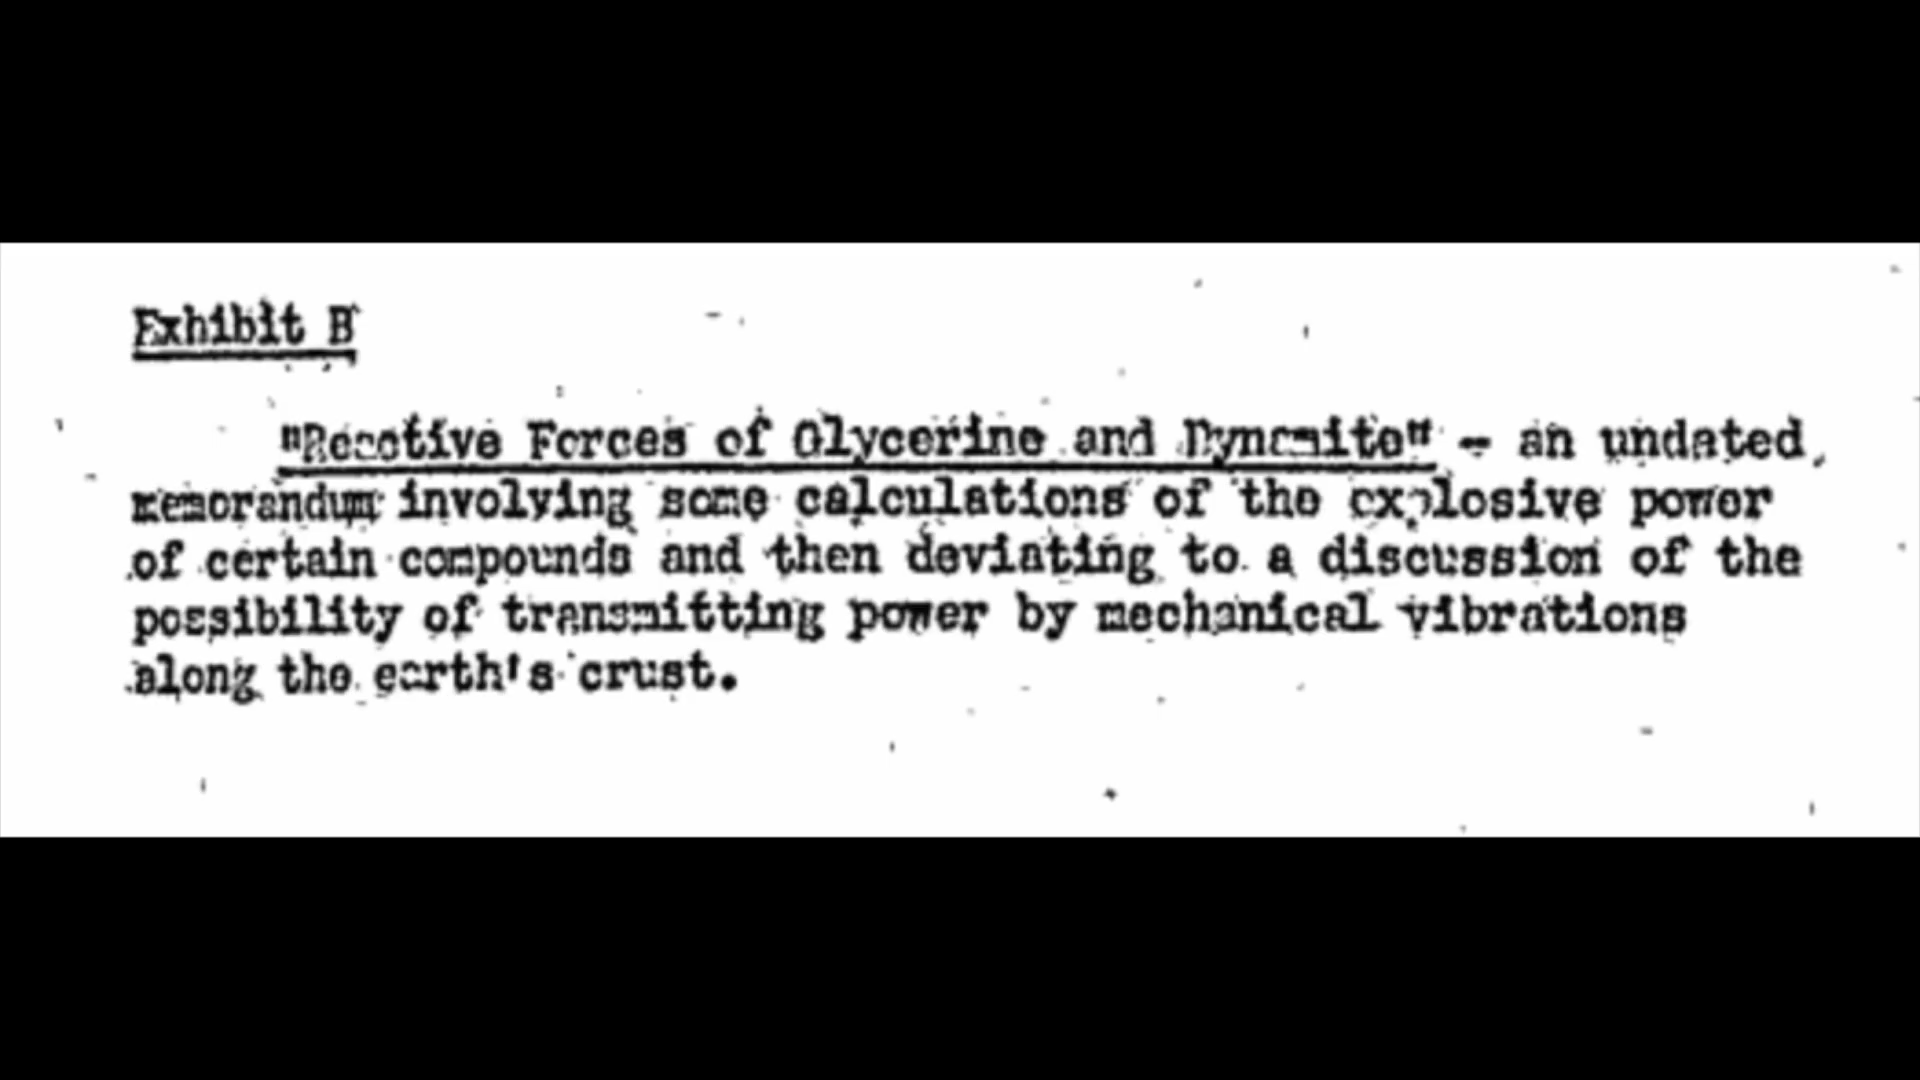 Exhibit B
"Reactive Forces of Glycerine and Dynamite" - an undated
memorandum involving some calculations of the explosive power
of certain compounds and then deviating to a discussion of the
possibility of transmitting power by mechanical vibrations
along the earth's crust.